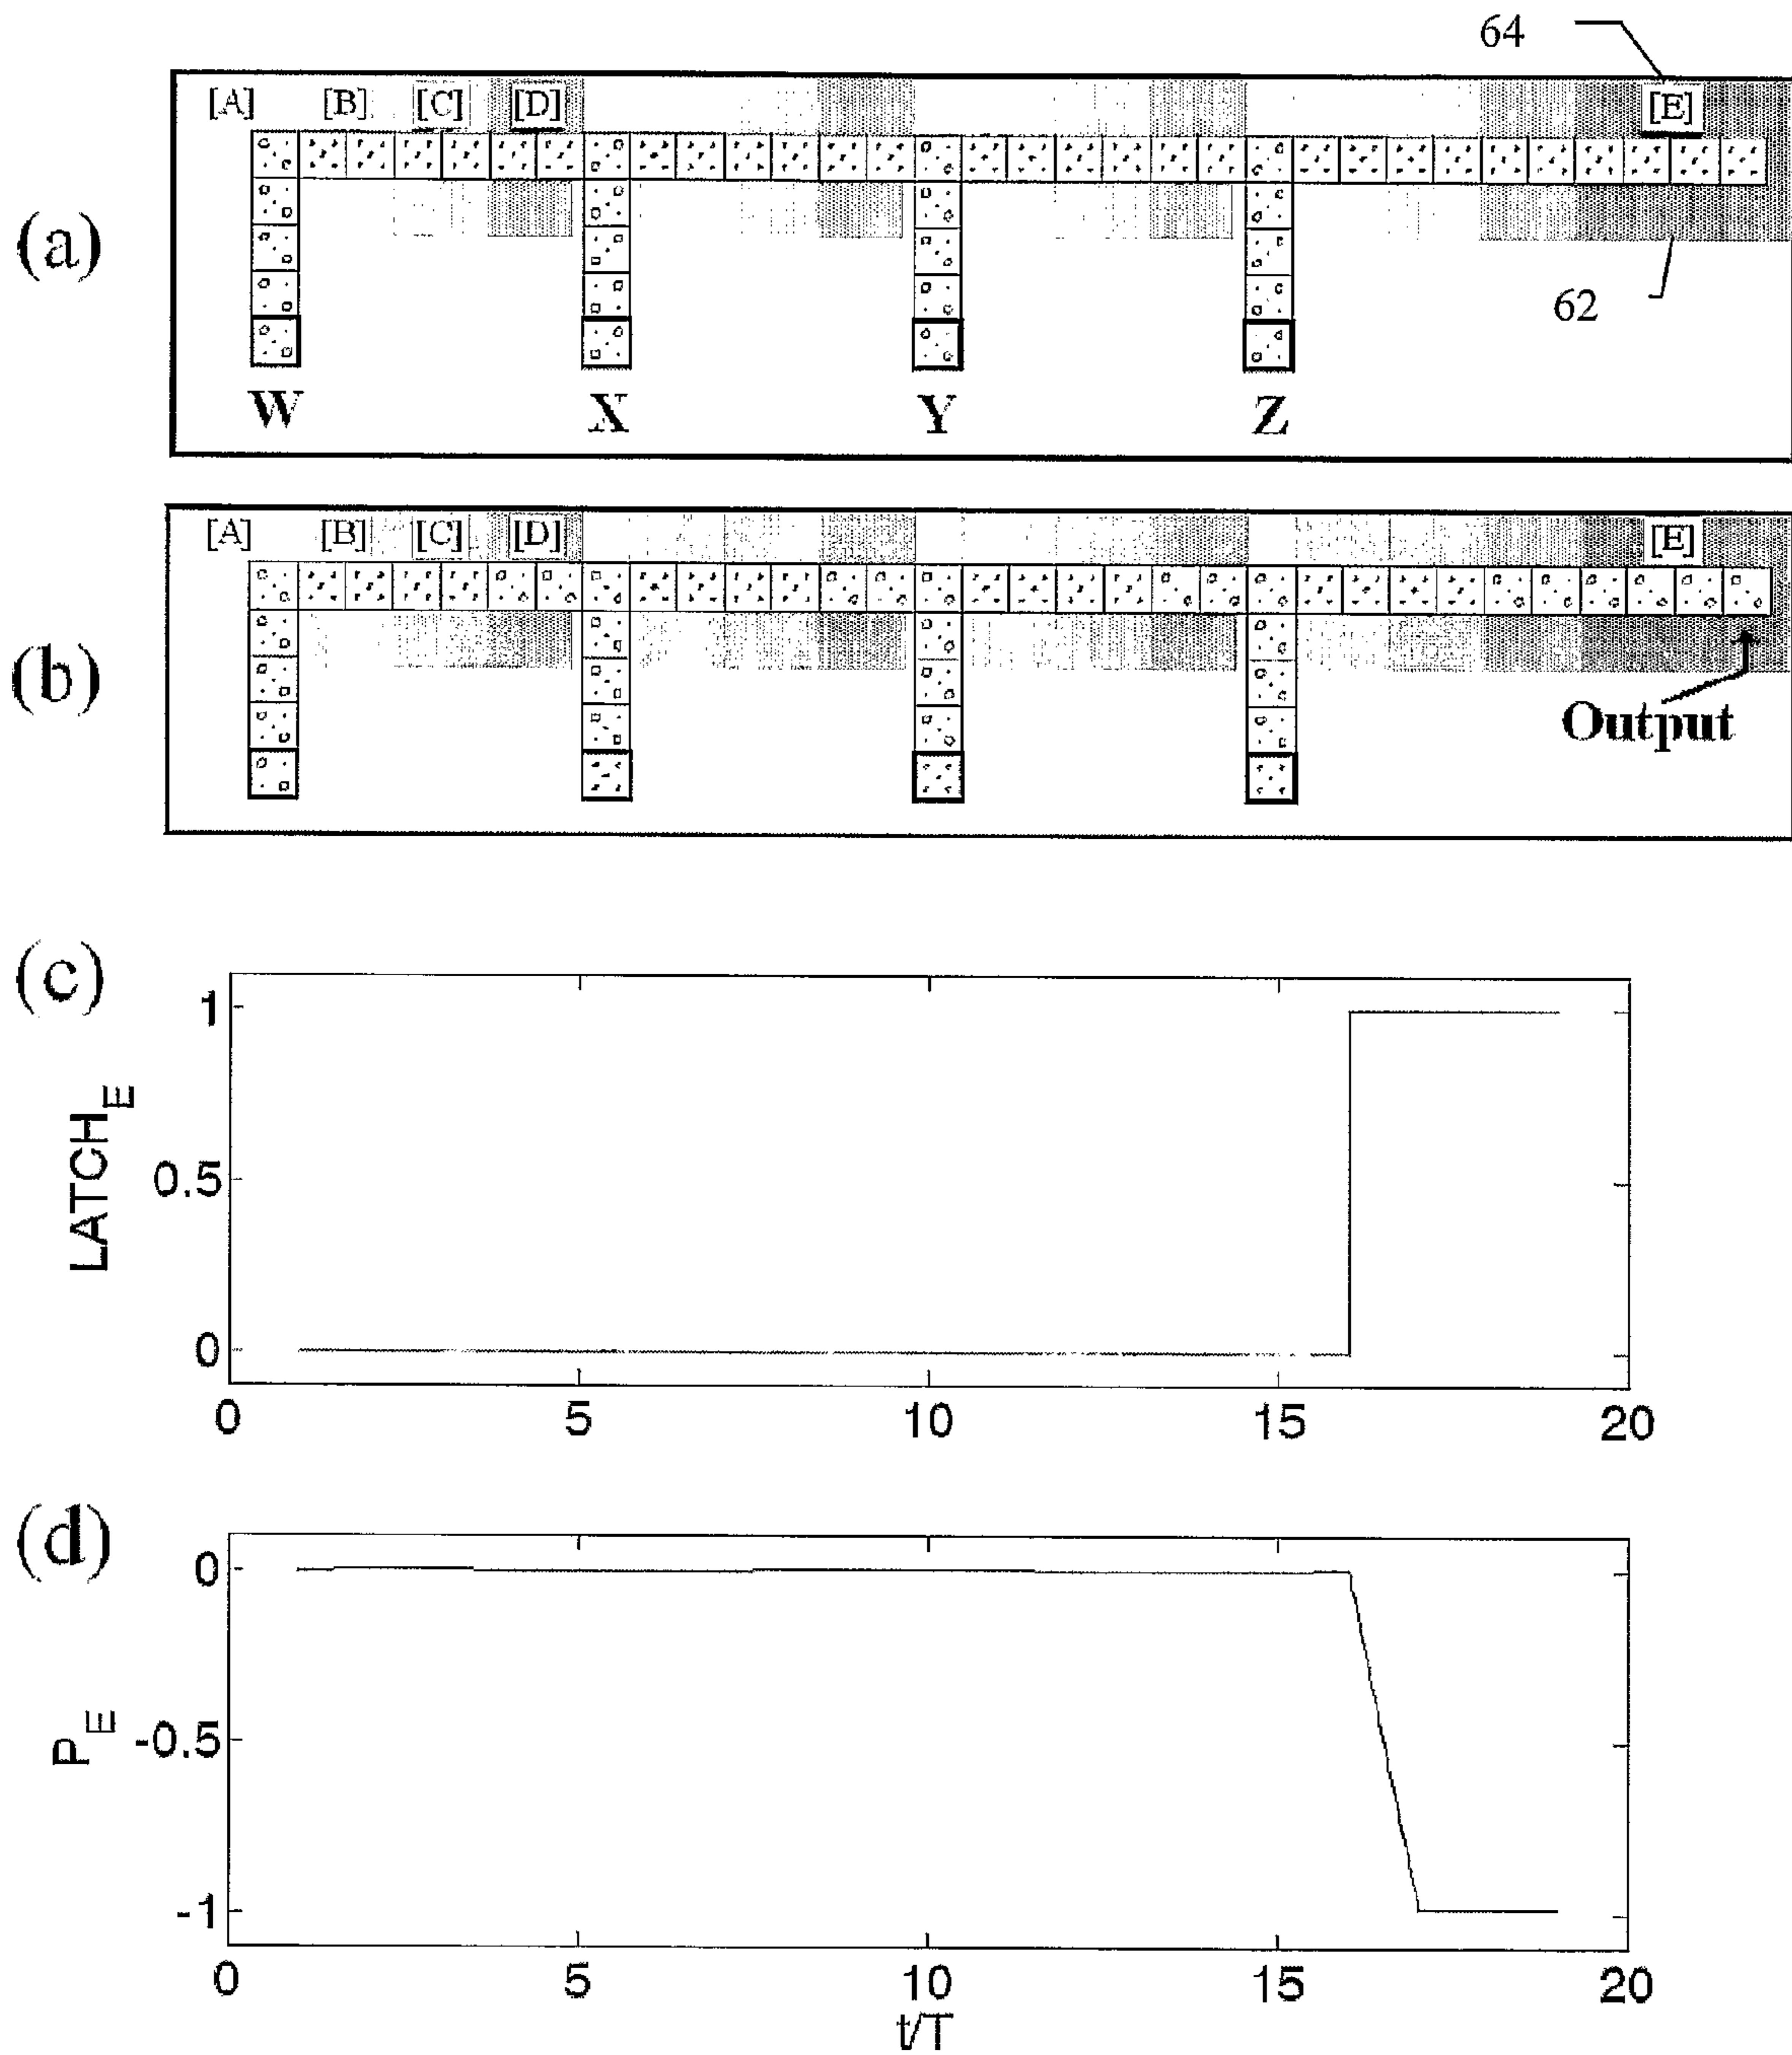 64
(a)
[A] [B] [C] [D] [E]
62
W X Y Z
(b)
[A] [B] [C] [D] [E]
Output
(c)
LATCH_E
1
0.5
0
0 5 10 15 20
(d)
P_E
0
-0.5
-1
0 5 10 15 20
t/T